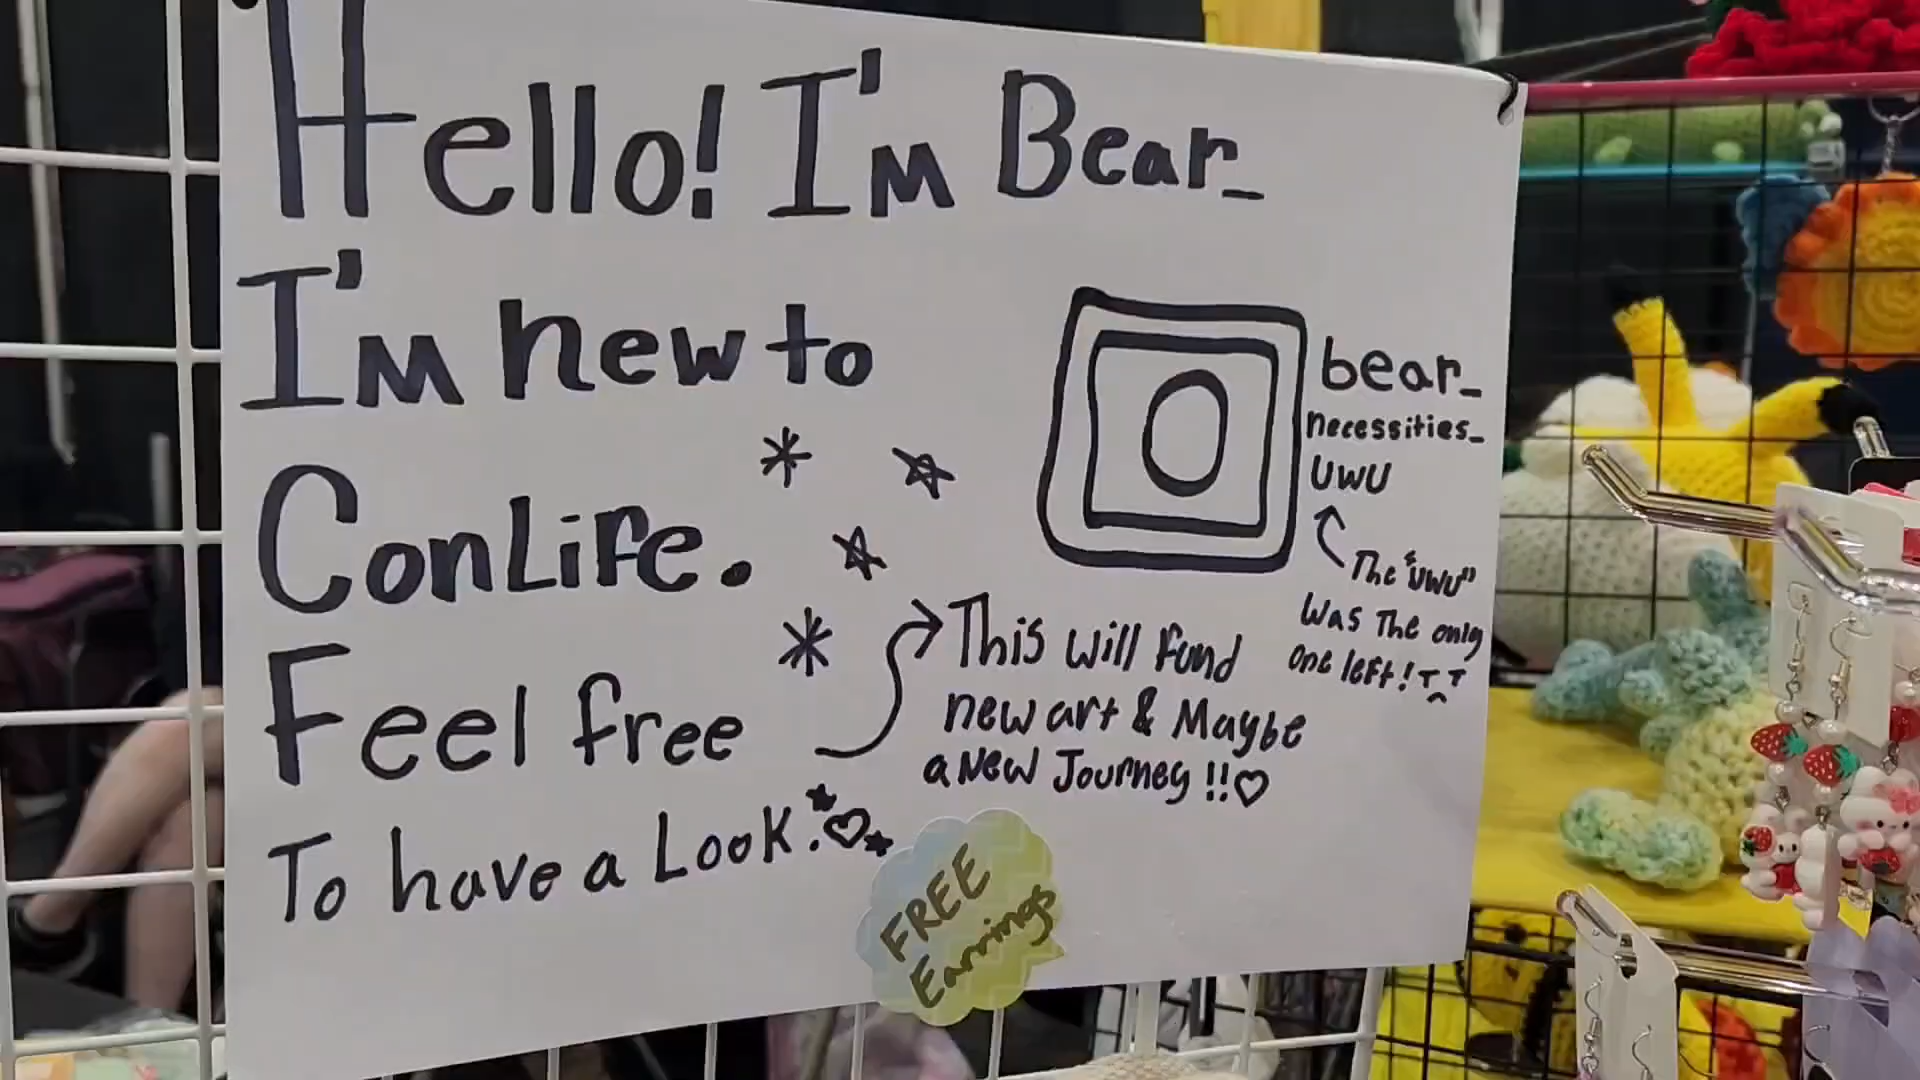 Hello! I'm Bear_
I'm new to
ConLife.
Feel free
To have a Look.
bear_
necessities_
UWU
The "UWU"
was The only
one left! T^T
This will fund
new art & Maybe
a New Journey !!
FREE
Earrings